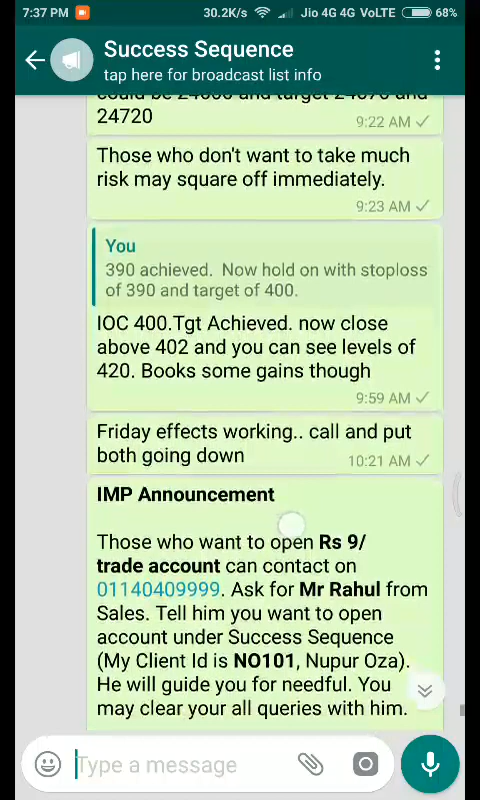 7:37 PM 30.2K/s Jio 4G 4G VoLTE 68%
Success Sequence
tap here for broadcast list info
could be 24600 and target 24670 and
24720
9:22 AM
Those who don't want to take much
risk may square off immediately.
9:23 AM
You
390 achieved. Now hold on with stoploss
of 390 and target of 400.
IOC 400.Tgt Achieved. now close
above 402 and you can see levels of
420. Books some gains though
9:59 AM
Friday effects working.. call and put
both going down
10:21 AM
IMP Announcement
Those who want to open Rs 9/
trade account can contact on
01140409999. Ask for Mr Rahul from
Sales. Tell him you want to open
account under Success Sequence
(My Client Id is NO101, Nupur Oza).
He will guide you for needful. You
may clear your all queries with him.
Type a message